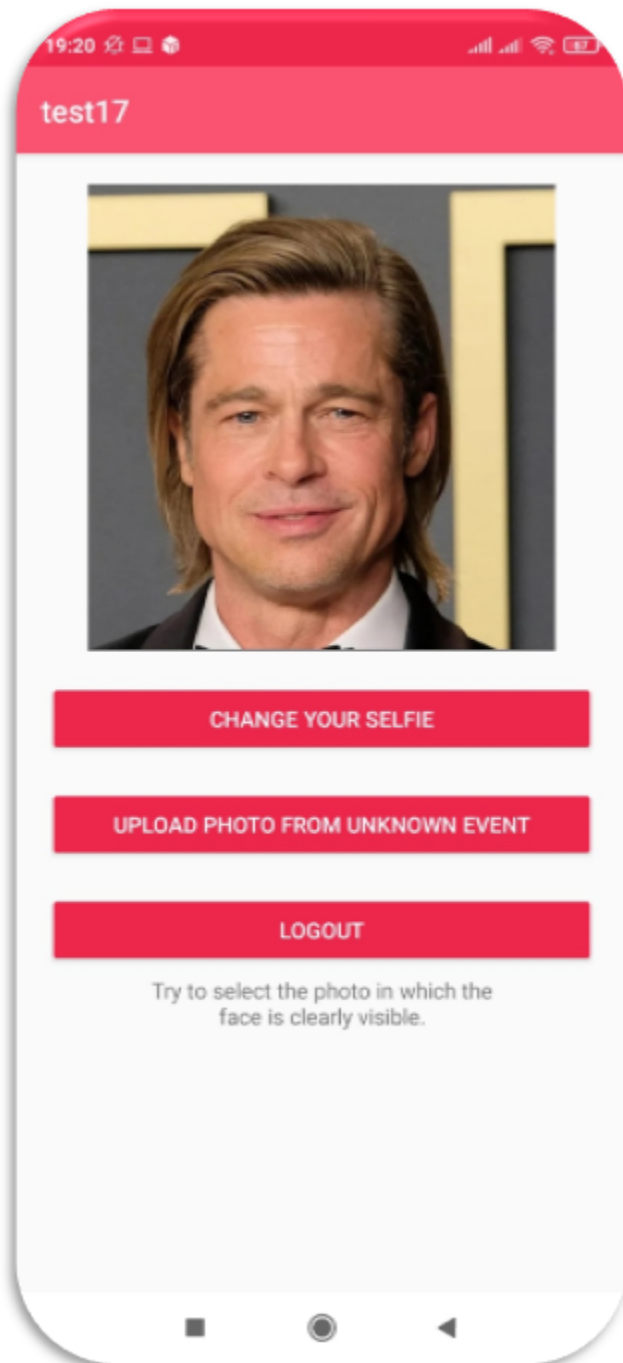 19:20
67
test17
CHANGE YOUR SELFIE
UPLOAD PHOTO FROM UNKNOWN EVENT
LOGOUT
Try to select the photo in which the
face is clearly visible.